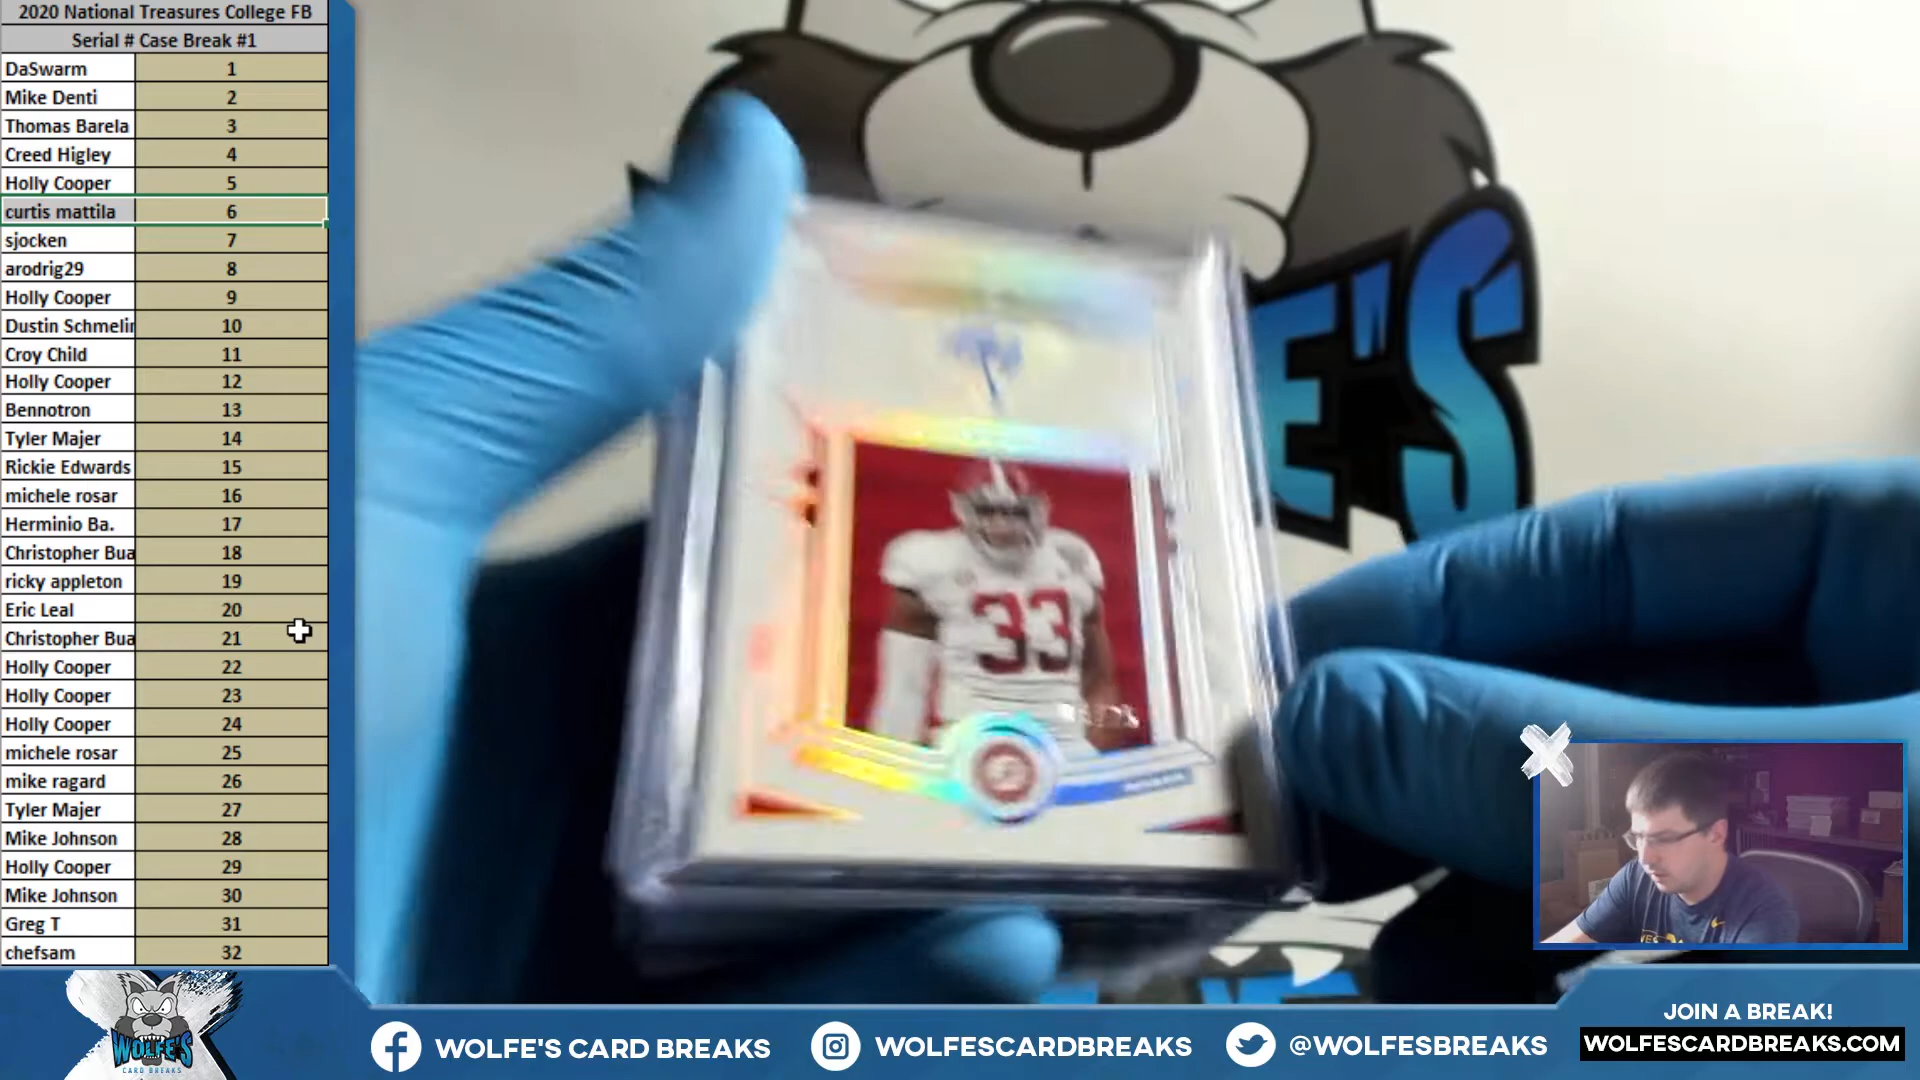 2020 National Treasures College FB
Serial # Case Break #1
DaSwarm 1
Mike Denti 2
Thomas Barela 3
Creed Higley 4
Holly Cooper 5
curtis mattila 6
sjocken 7
arodrig29 8
Holly Cooper 9
Dustin Schmelin 10
Croy Child 11
Holly Cooper 12
Bennotron 13
Tyler Majer 14
Rickie Edwards 15
michele rosar 16
Herminio Ba. 17
Christopher Bua 18
ricky appleton 19
Eric Leal 20
Christopher Bua 21
Holly Cooper 22
Holly Cooper 23
Holly Cooper 24
michele rosar 25
mike ragard 26
Tyler Majer 27
Mike Johnson 28
Holly Cooper 29
Mike Johnson 30
Greg T 31
chefsam 32
E'S
33
WOLFE'S
CARD BREAKS
WOLFE'S CARD BREAKS
WOLFESCARDBREAKS
@WOLFESBREAKS
JOIN A BREAK!
WOLFESCARDBREAKS.COM